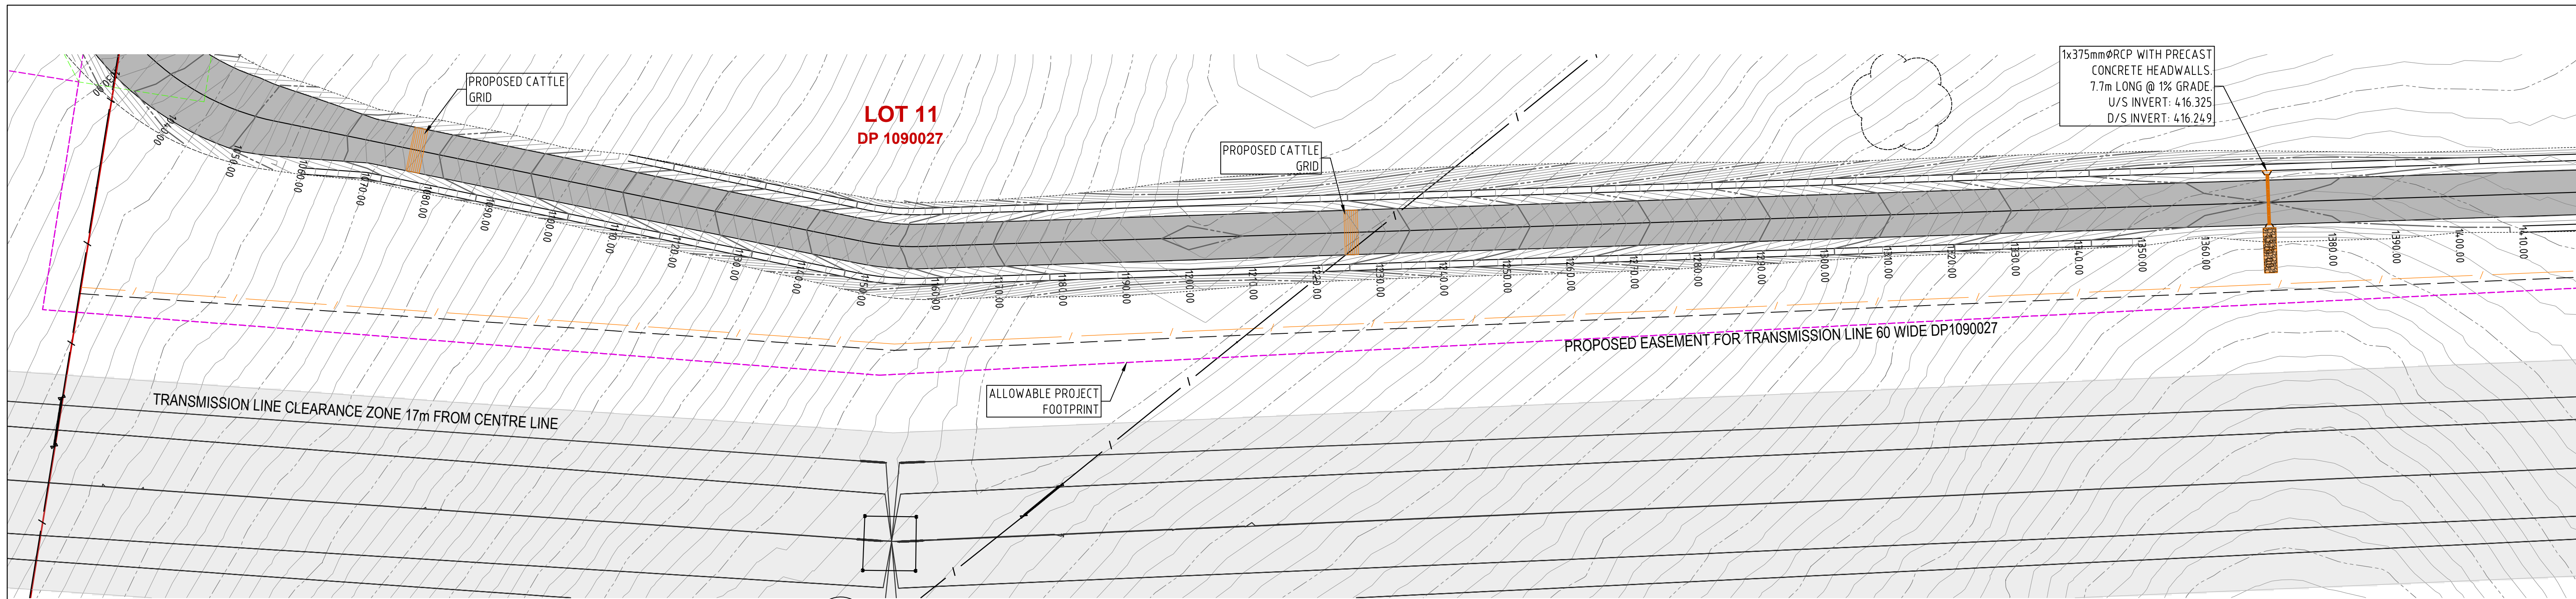 1x375mmØRCP WITH PRECAST
CONCRETE HEADWALLS.
7.7m LONG @ 1% GRADE.
U/S INVERT: 416.325
D/S INVERT: 416.249
PROPOSED CATTLE
GRID
LOT 11
DP 1090027
PROPOSED CATTLE
GRID
1040.00
1050.00
1060.00
1070.00
1080.00
1090.00
1100.00
1110.00
1120.00
1130.00
1140.00
1150.00
1160.00
1170.00
1180.00
1190.00
1200.00
1210.00
1220.00
1230.00
1240.00
1250.00
1260.00
1270.00
1280.00
1290.00
1300.00
1310.00
1320.00
1330.00
1340.00
1350.00
1360.00
1380.00
1390.00
1400.00
1410.00
PROPOSED EASEMENT FOR TRANSMISSION LINE 60 WIDE DP1090027
ALLOWABLE PROJECT
FOOTPRINT
TRANSMISSION LINE CLEARANCE ZONE 17m FROM CENTRE LINE